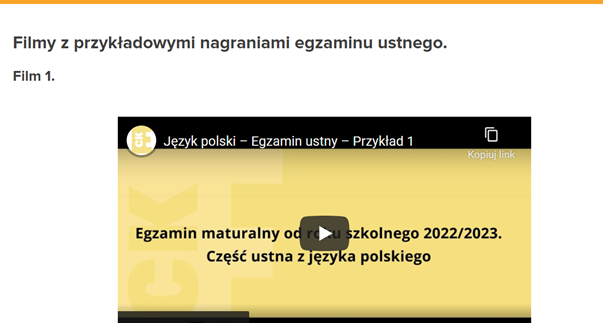 Filmy z przykładowymi nagraniami egzaminu ustnego.
Film 1.
Język polski – Egzamin ustny – Przykład 1
Kopiuj link
Egzamin maturalny od roku szkolnego 2022/2023.
Część ustna z języka polskiego